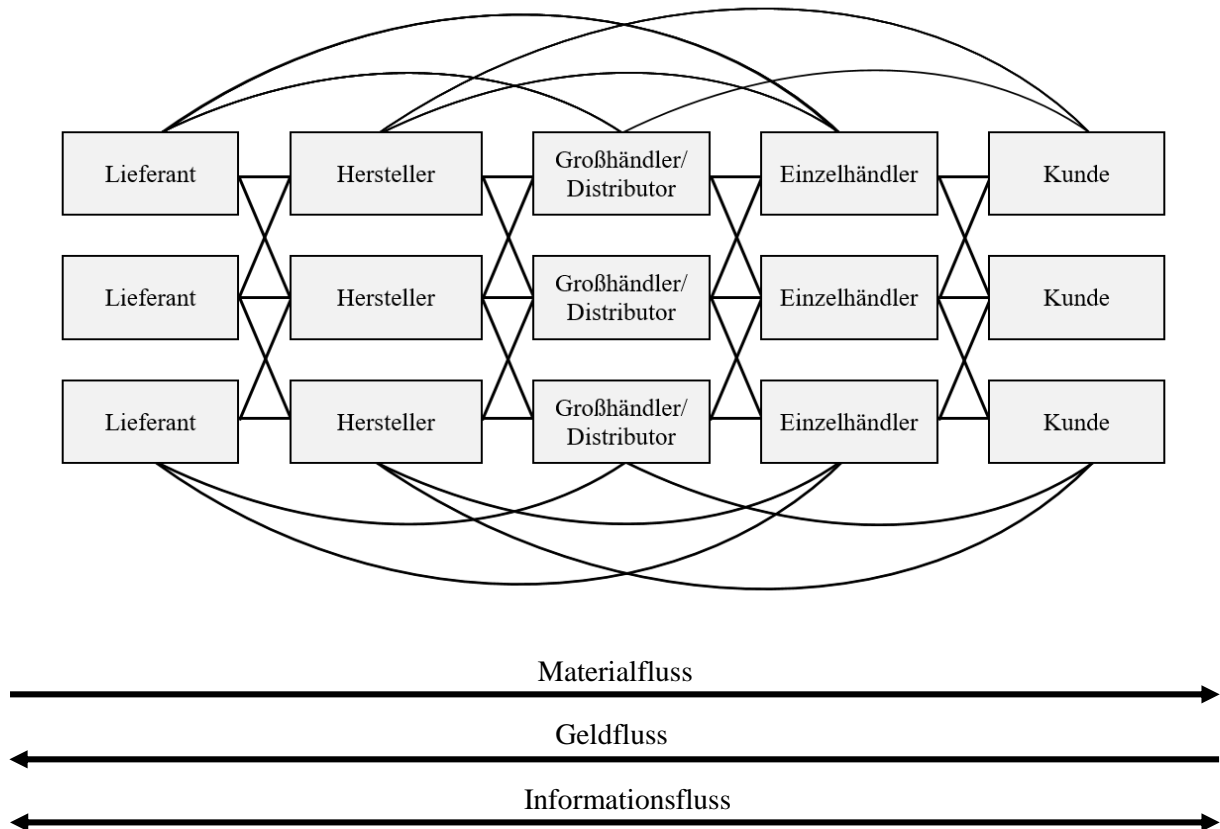 Lieferant
Hersteller
Großhändler/
Distributor
Einzelhändler
Kunde
Lieferant
Hersteller
Großhändler/
Distributor
Einzelhändler
Kunde
Lieferant
Hersteller
Großhändler/
Distributor
Einzelhändler
Kunde
Materialfluss
Geldfluss
Informationsfluss